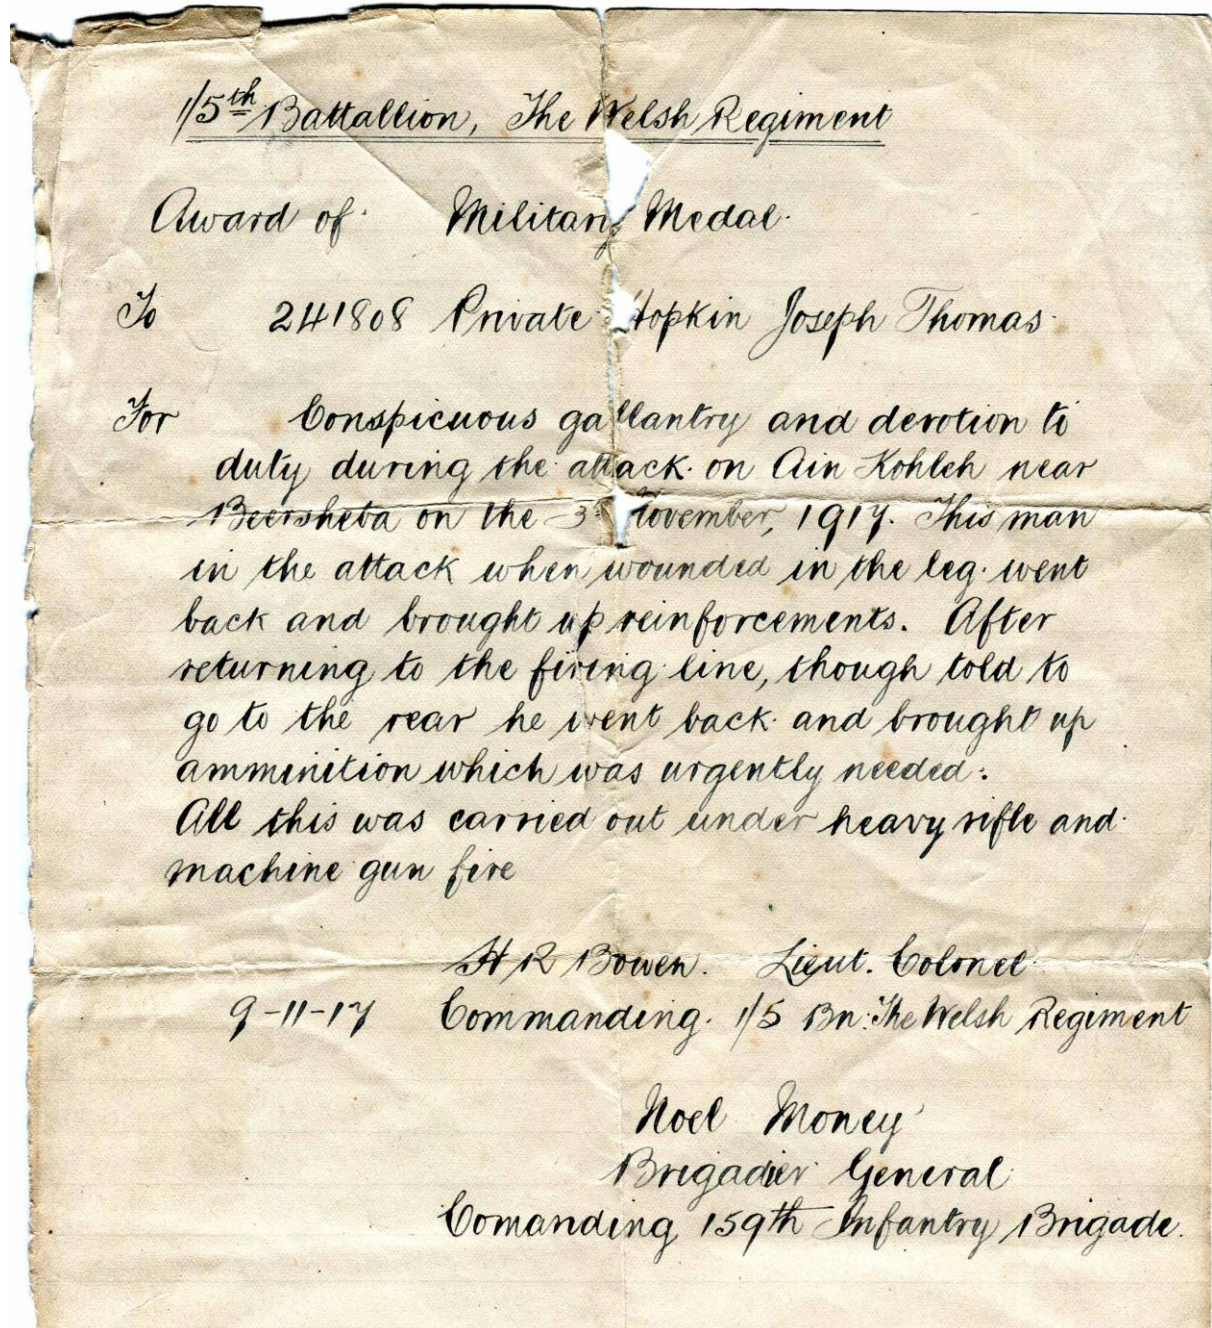 1/5th Battallion, The Welsh Regiment
Award of Military Medal.
To 241808 Private Hopkin Joseph Thomas
For Conspicuous gallantry and devotion to
duty during the attack on Ain Kohleh near
Beersheba on the 3rd November, 1917. This man
in the attack when wounded in the leg went
back and brought up reinforcements. After
returning to the firing line, though told to
go to the rear he went back and brought up
amminition which was urgently needed.
All this was carried out under heavy rifle and
machine gun fire
H R Bowen. Lieut. Colonel
9-11-17 Commanding. 1/5 Bn. The Welsh Regiment
Noel Money
Brigadier General
Comanding 159th Infantry Brigade.